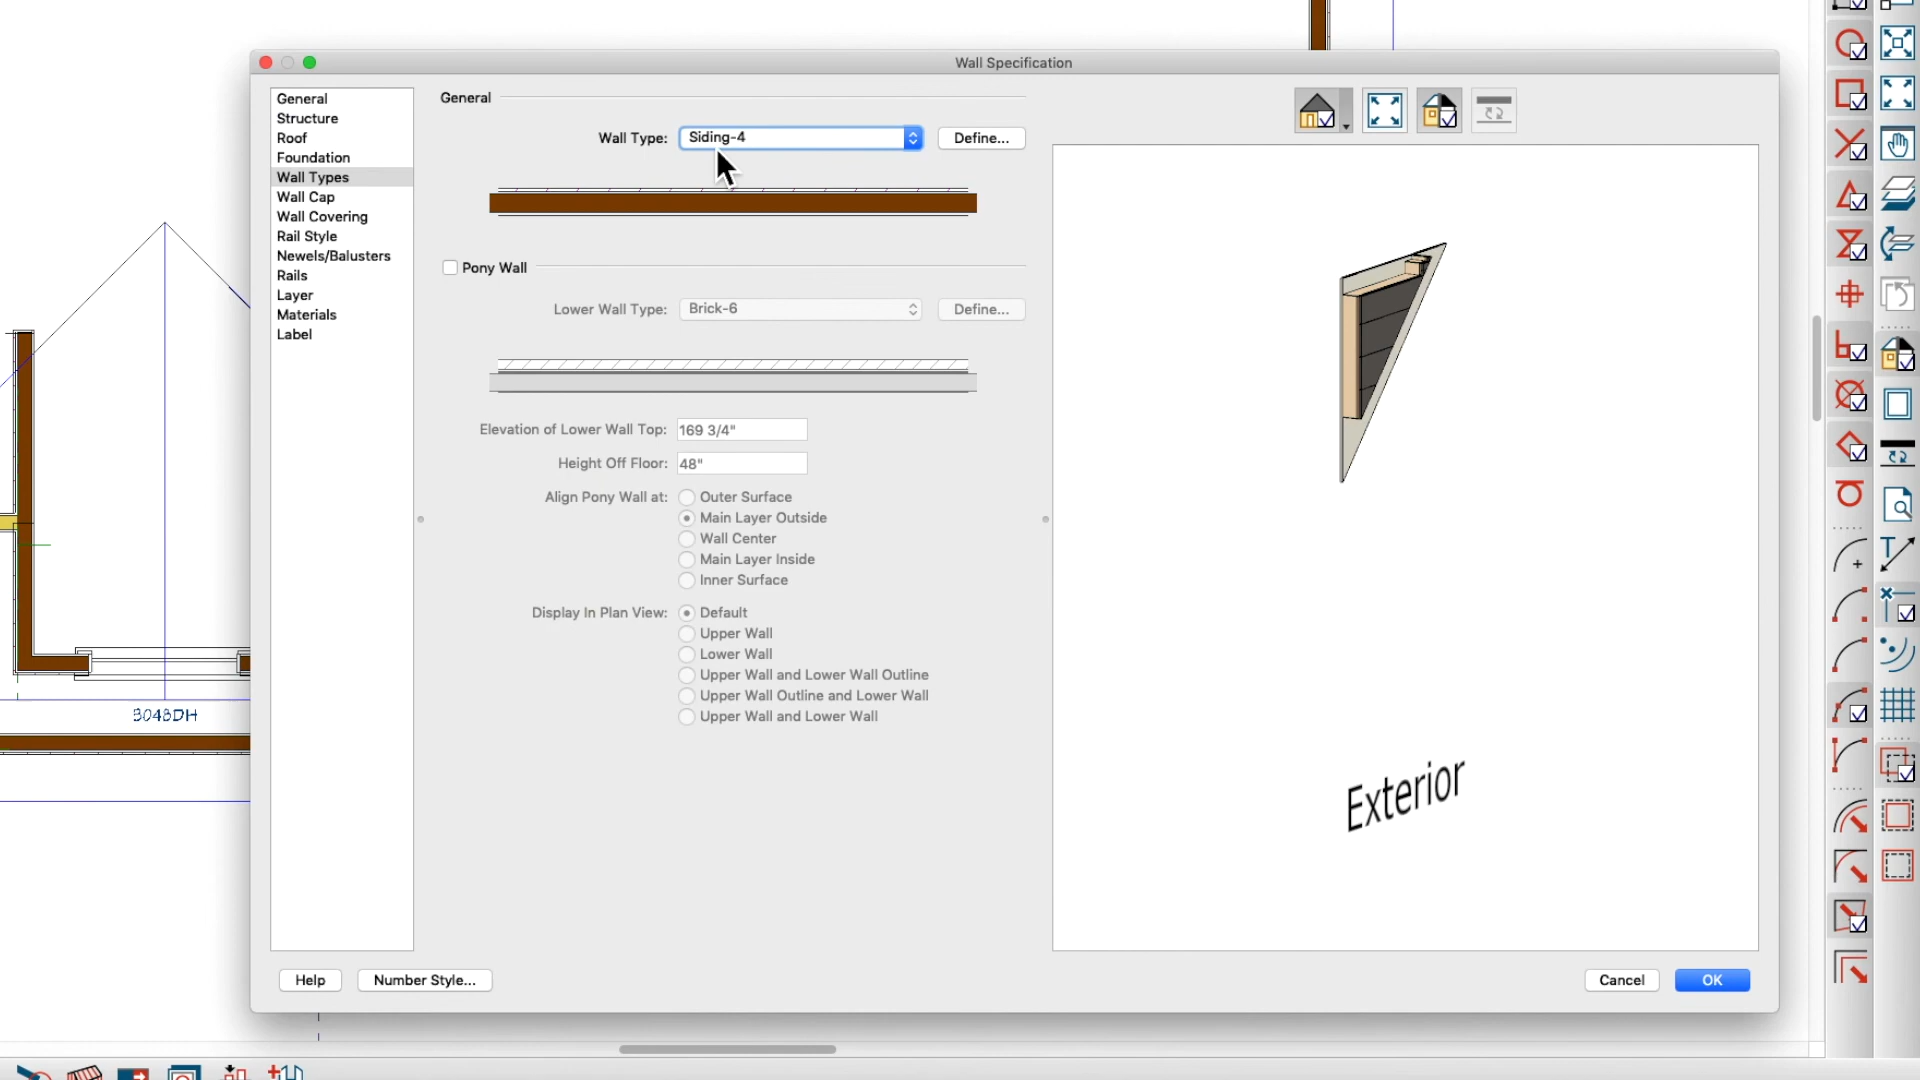 Wall Specification
General
Structure
Roof
Foundation
Wall Types
Wall Cap
Wall Covering
Rail Style
Newels/Balusters
Rails
Layer
Materials
Label
General
Wall Type: Siding-4 Define...
Pony Wall
Lower Wall Type: Brick-6 Define...
Elevation of Lower Wall Top: 169 3/4"
Height Off Floor: 48"
Align Pony Wall at: Outer Surface
Main Layer Outside
Wall Center
Main Layer Inside
Inner Surface
Display In Plan View: Default
Upper Wall
Lower Wall
Upper Wall and Lower Wall Outline
Upper Wall Outline and Lower Wall
Upper Wall and Lower Wall
Exterior
3048DH
Help Number Style... Cancel OK